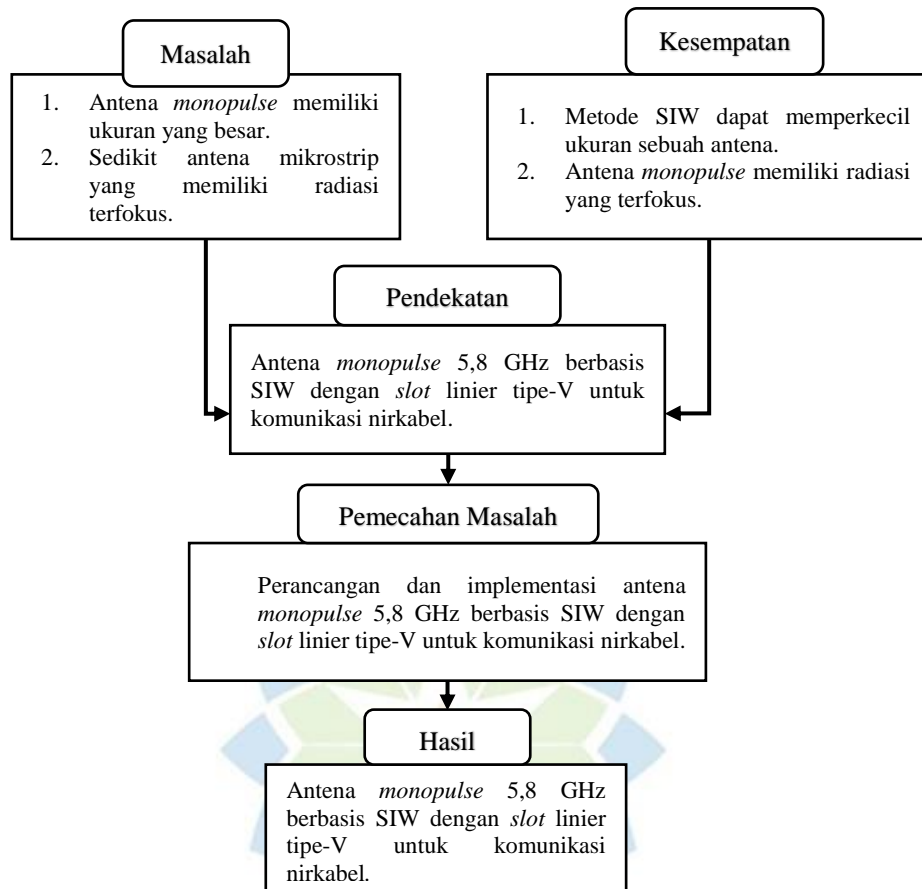 Masalah
1. Antena monopulse memiliki
ukuran yang besar.
2. Sedikit antena mikrostrip
yang memiliki radiasi
terfokus.
Kesempatan
1. Metode SIW dapat memperkecil
ukuran sebuah antena.
2. Antena monopulse memiliki radiasi
yang terfokus.
Pendekatan
Antena monopulse 5,8 GHz berbasis
SIW dengan slot linier tipe-V untuk
komunikasi nirkabel.
Pemecahan Masalah
Perancangan dan implementasi antena
monopulse 5,8 GHz berbasis SIW dengan
slot linier tipe-V untuk komunikasi nirkabel.
Hasil
Antena monopulse 5,8 GHz
berbasis SIW dengan slot linier
tipe-V untuk komunikasi
nirkabel.